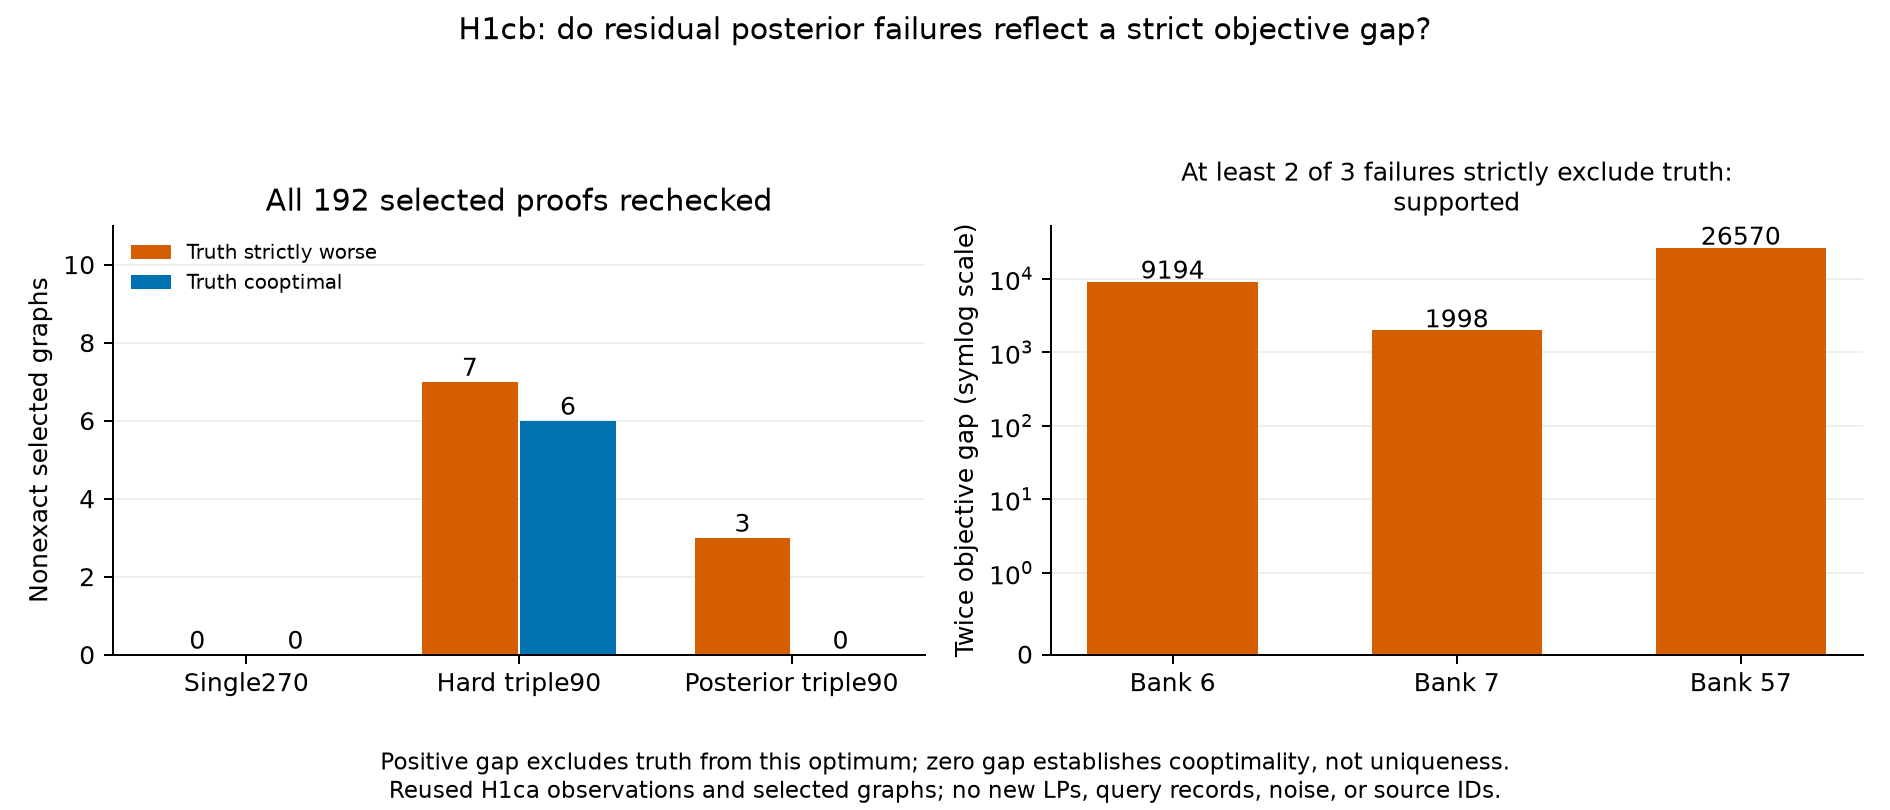 H1cb: do residual posterior failures reflect a strict objective gap?
All 192 selected proofs rechecked
Truth strictly worse
Truth cooptimal
Nonexact selected graphs
10
8
6
4
2
0
0
0
7
6
3
0
Single270
Hard triple90
Posterior triple90
At least 2 of 3 failures strictly exclude truth:
supported
Twice objective gap (symlog scale)
10⁴
10³
10²
10¹
10⁰
0
9194
1998
26570
Bank 6
Bank 7
Bank 57
Positive gap excludes truth from this optimum; zero gap establishes cooptimality, not uniqueness.
Reused H1ca observations and selected graphs; no new LPs, query records, noise, or source IDs.